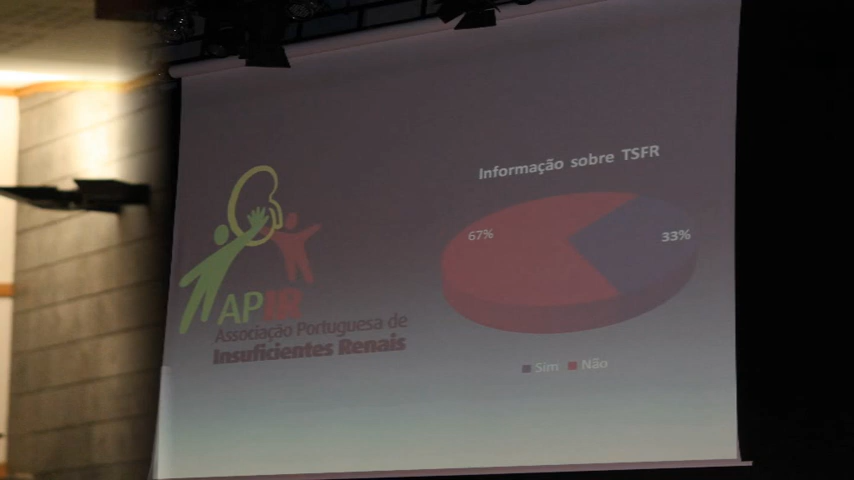 Informação sobre TSFR
67%
33%
Sim Não
APIR
Associação Portuguesa de
Insuficientes Renais